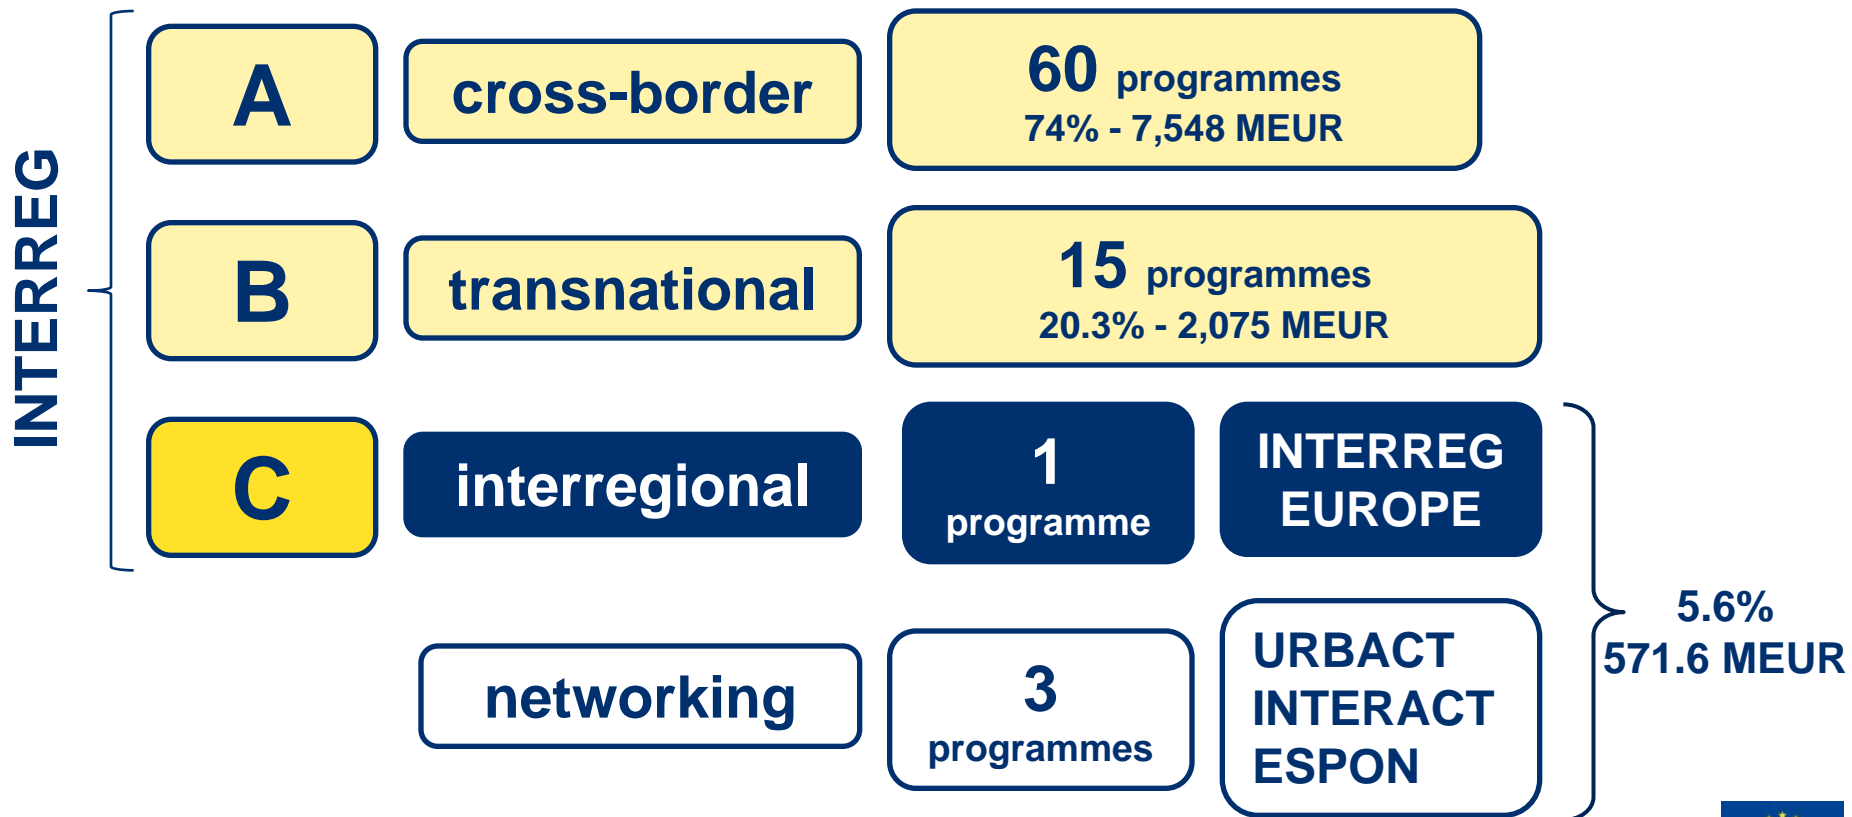 INTERREG
A
cross-border
60 programmes
74% - 7,548 MEUR
B
transnational
15 programmes
20.3% - 2,075 MEUR
C
interregional
1
programme
INTERREG
EUROPE
networking
3
programmes
URBACT
INTERACT
ESPON
5.6%
571.6 MEUR